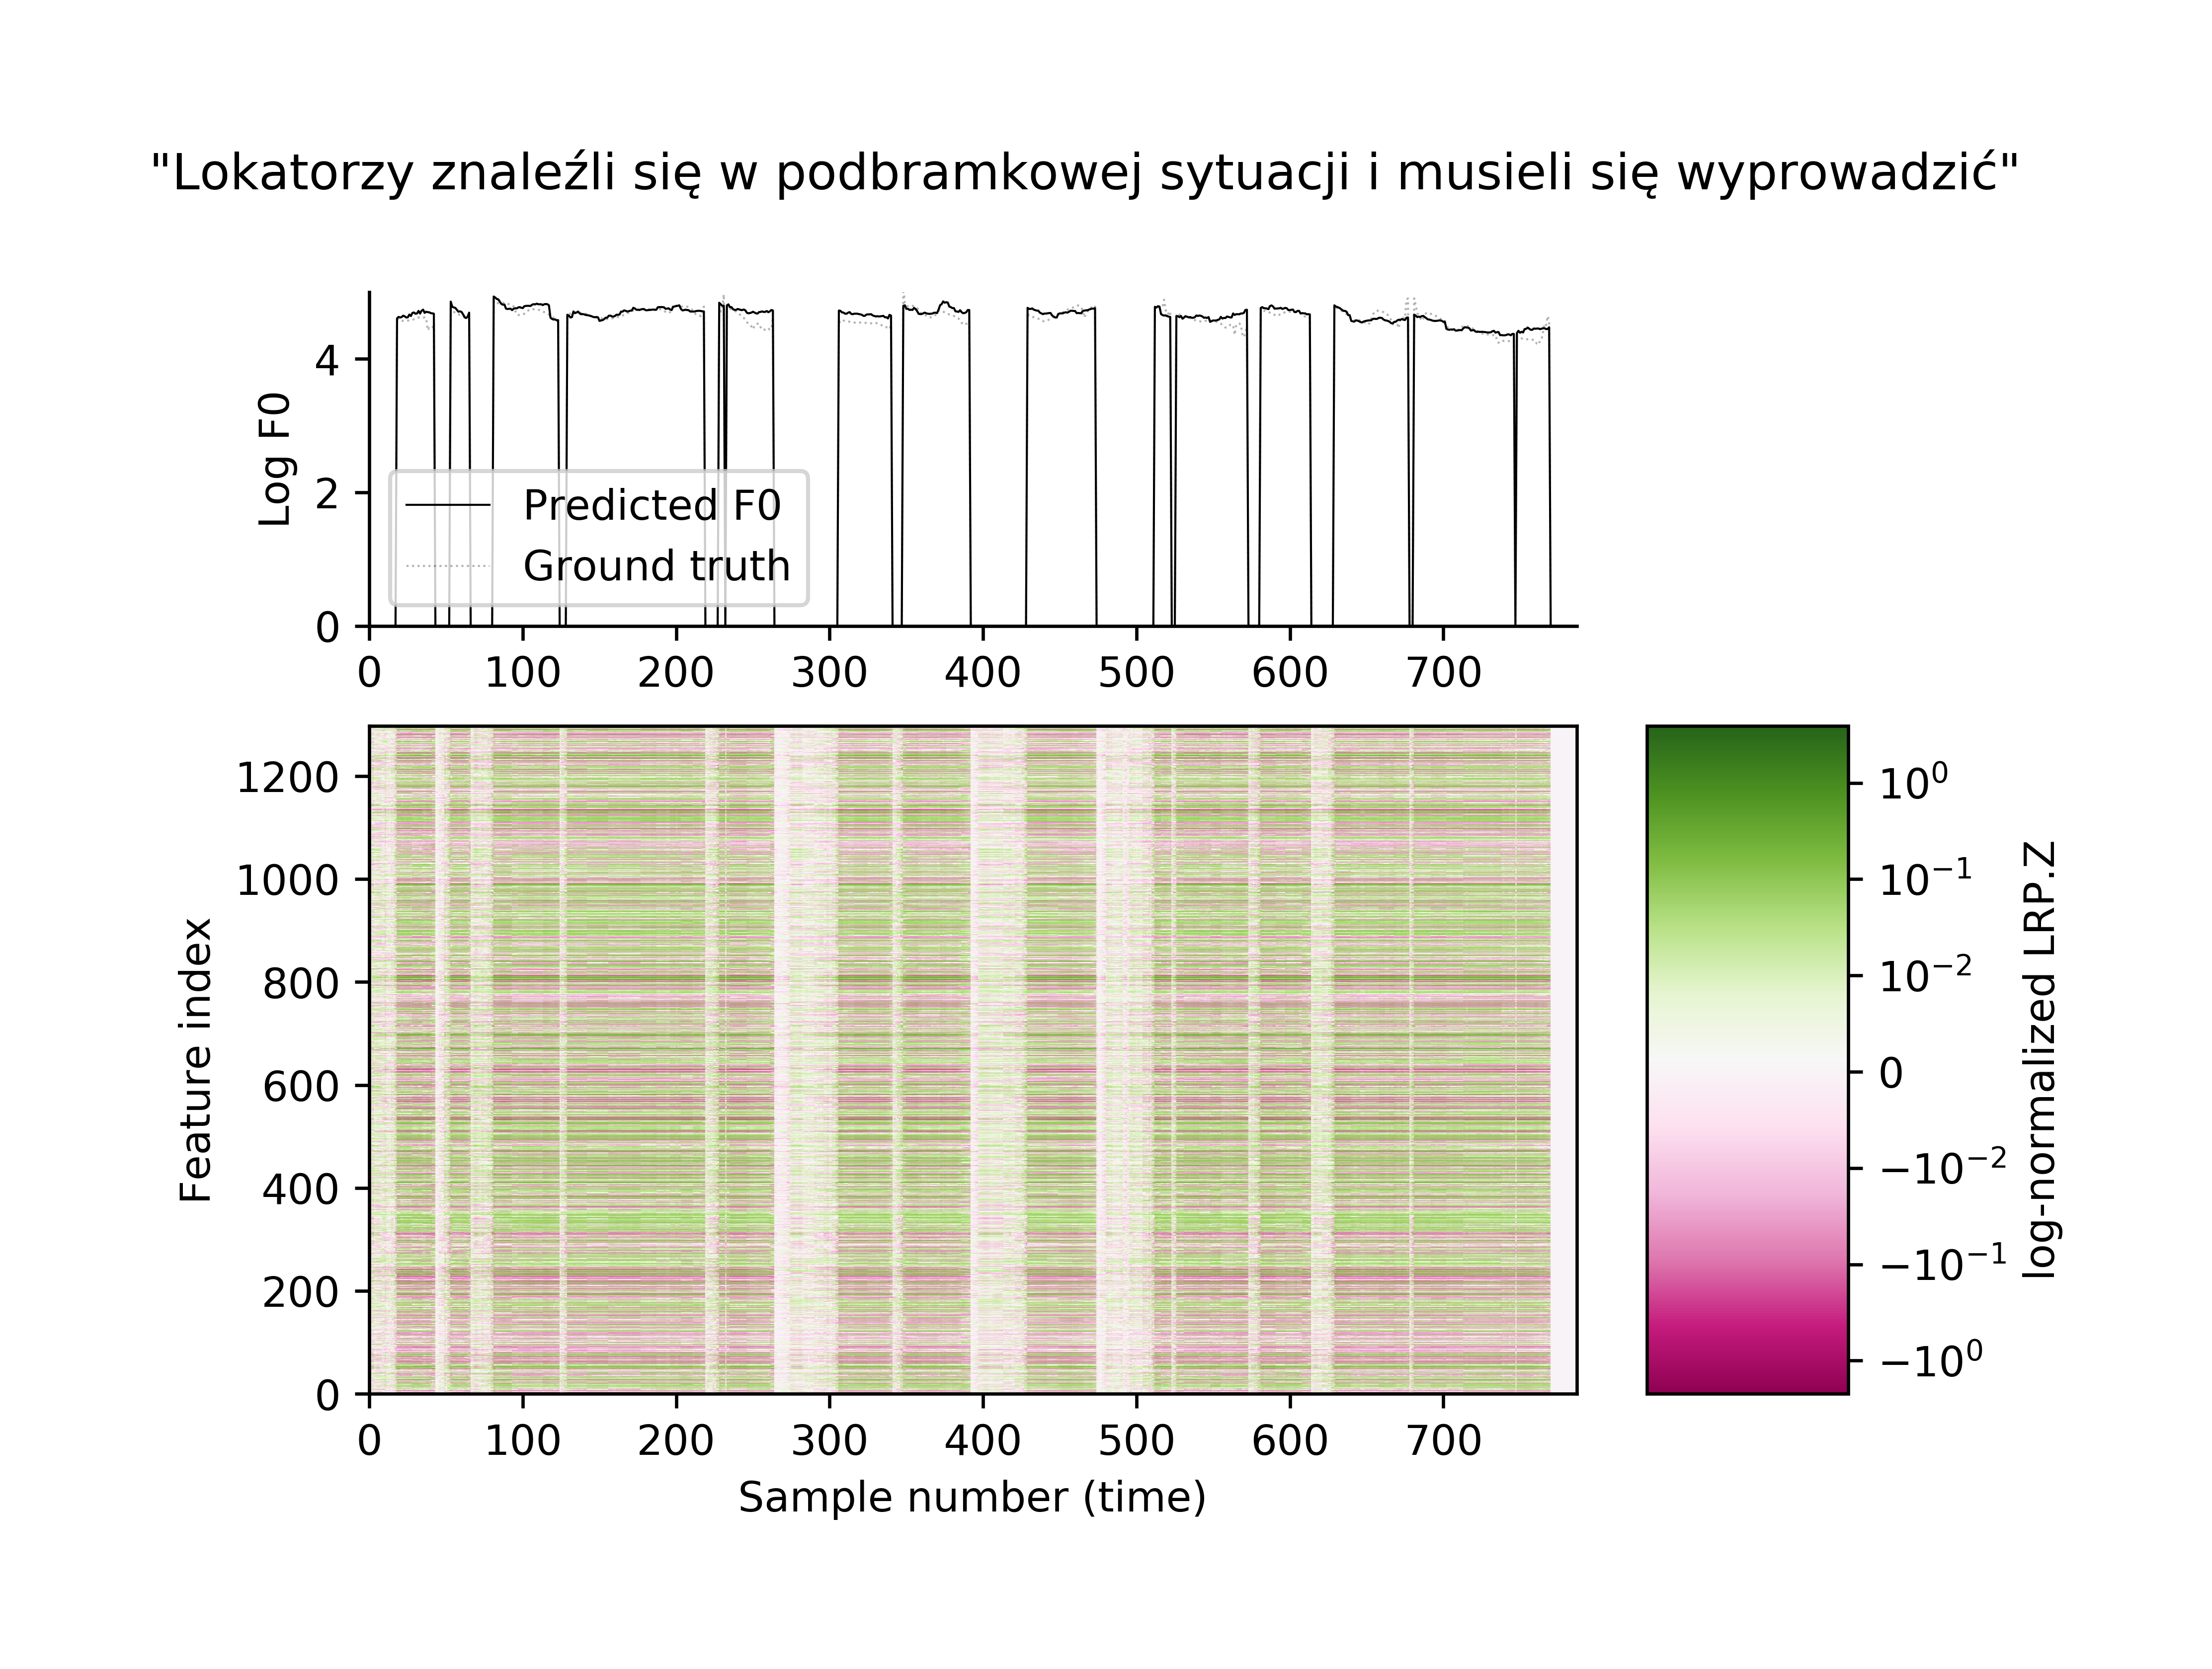 "Lokatorzy znaleźli się w podbramkowej sytuacji i musieli się wyprowadzić"
Log F0
4
2
0
Predicted F0
Ground truth
0 100 200 300 400 500 600 700
Feature index
1200
1000
800
600
400
200
0
0 100 200 300 400 500 600 700
Sample number (time)
10⁰
10⁻¹
10⁻²
0
−10⁻²
−10⁻¹
−10⁰
log-normalized LRP.Z